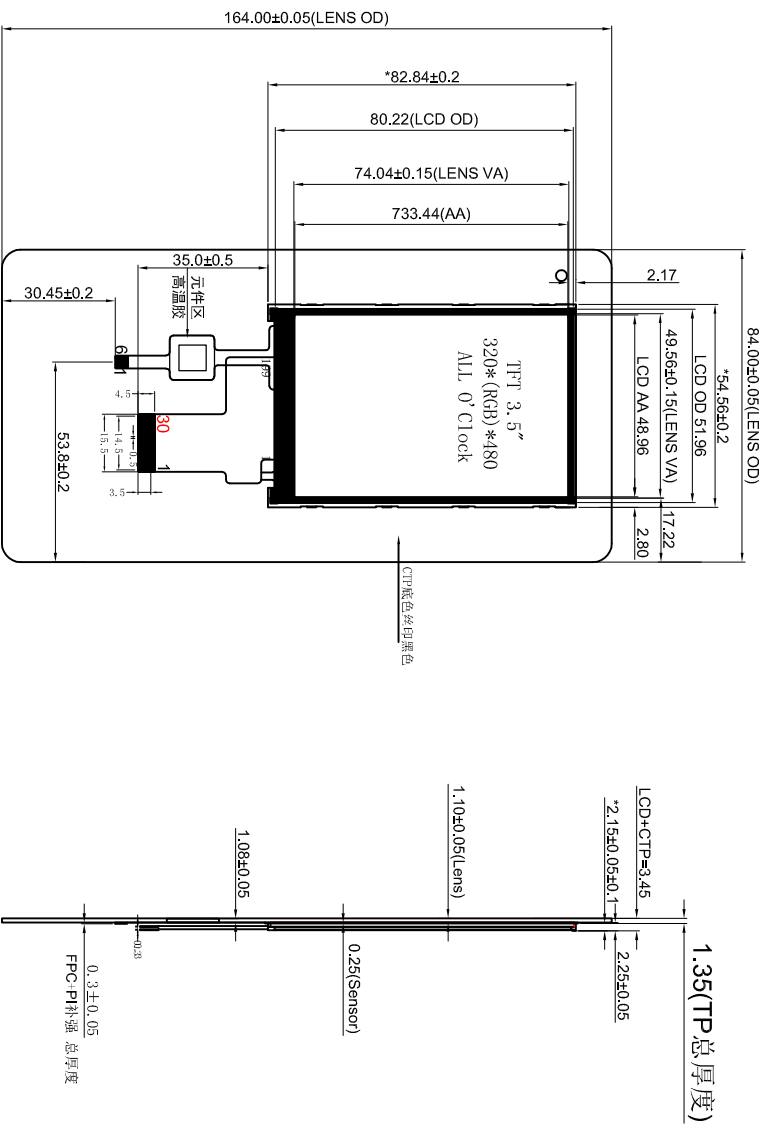 164.00±0.05(LENS OD)
*82.84±0.2
80.22(LCD OD)
74.04±0.15(LENS VA)
733.44(AA)
35.0±0.5
30.45±0.2
元件区
高温胶
2.17
84.00±0.05(LENS OD)
*54.56±0.2
LCD OD 51.96
49.56±0.15(LENS VA)
LCD AA 48.96
17.22
2.80
TFT 3.5"
320*(RGB)*480
ALL 0'Clock
6
1
199
1
4.5
30
1
15.5
14.5
0.5
3.5
53.8±0.2
CTP底色丝印黑色
LCD+CTP=3.45
*2.15±0.05±0.1
1.10±0.05(Lens)
1.08±0.05
0.25(Sensor)
2.25±0.05
1.35(TP总厚度)
0.3±0.05
FPC+PI补强 总厚度